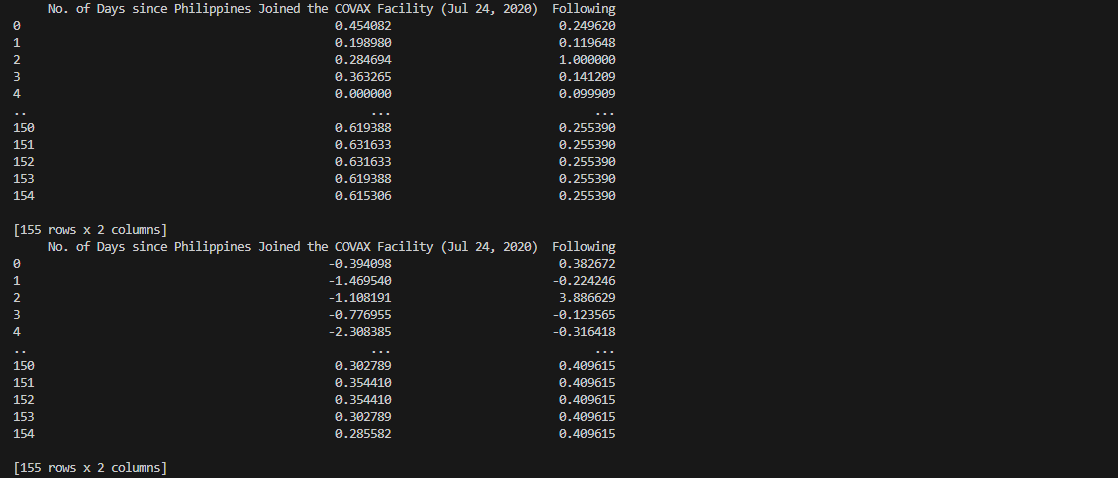 No. of Days since Philippines Joined the COVAX Facility (Jul 24, 2020)  Following
0 0.454082 0.249620
1 0.198980 0.119648
2 0.284694 1.000000
3 0.363265 0.141209
4 0.000000 0.099909
.. ... ...
150 0.619388 0.255390
151 0.631633 0.255390
152 0.631633 0.255390
153 0.619388 0.255390
154 0.615306 0.255390
[155 rows x 2 columns]
No. of Days since Philippines Joined the COVAX Facility (Jul 24, 2020)  Following
0 -0.394098 0.382672
1 -1.469540 -0.224246
2 -1.108191 3.886629
3 -0.776955 -0.123565
4 -2.308385 -0.316418
.. ... ...
150 0.302789 0.409615
151 0.354410 0.409615
152 0.354410 0.409615
153 0.302789 0.409615
154 0.285582 0.409615
[155 rows x 2 columns]